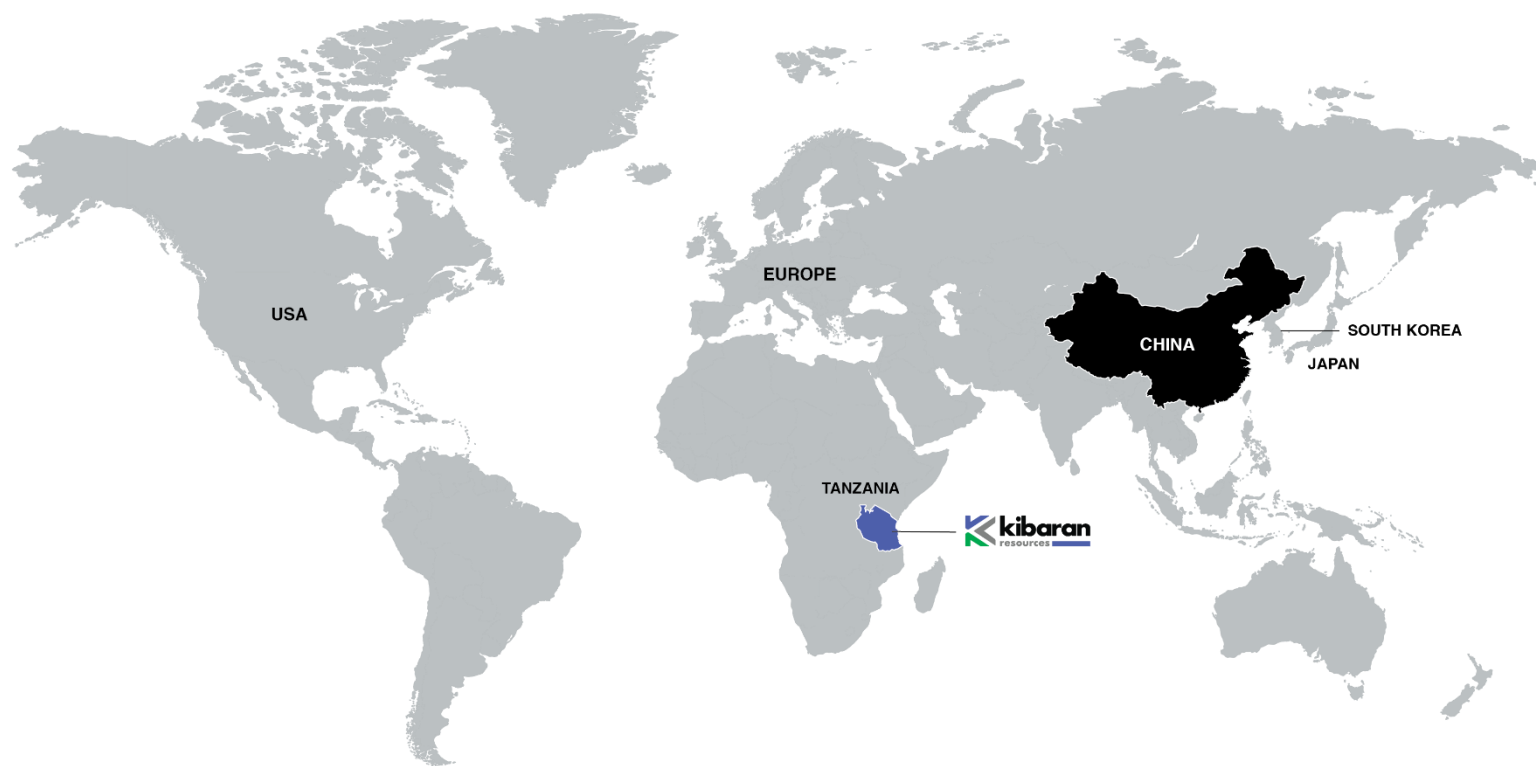 EUROPE
USA
SOUTH KOREA
CHINA
JAPAN
TANZANIA
kibaran
resources